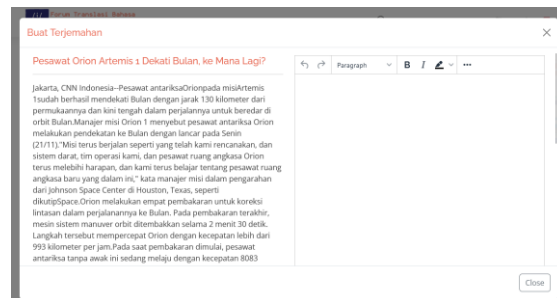 Forum Translasi Bahasa
Buat Terjemahan
Pesawat Orion Artemis 1 Dekati Bulan, ke Mana Lagi?
Paragraph
B I
Jakarta, CNN Indonesia--Pesawat antariksaOrionpada misiArtemis
1sudah berhasil mendekati Bulan dengan jarak 130 kilometer dari
permukaannya dan kini tengah dalam perjalanannya untuk beredar di
orbit Bulan.Manajer misi Orion 1 menyebut pesawat antariksa Orion
melakukan pendekatan ke Bulan dengan lancar pada Senin
(21/11)."Misi terus berjalan seperti yang telah kami rencanakan, dan
sistem darat, tim operasi kami, dan pesawat ruang angkasa Orion
terus melebihi harapan, dan kami terus belajar tentang pesawat ruang
angkasa baru yang dalam ini," kata manajer misi dalam pengarahan
dari Johnson Space Center di Houston, Texas, seperti
dikutipSpace.Orion melakukan empat pembakaran untuk koreksi
lintasan dalam perjalanannya ke Bulan. Pada pembakaran terakhir,
mesin sistem manuver orbit ditembakkan selama 2 menit 30 detik.
Langkah tersebut mempercepat Orion dengan kecepatan lebih dari
993 kilometer per jam.Pada saat pembakaran dimulai, pesawat
antariksa tanpa awak ini sedang melaju dengan kecepatan 8083
Close